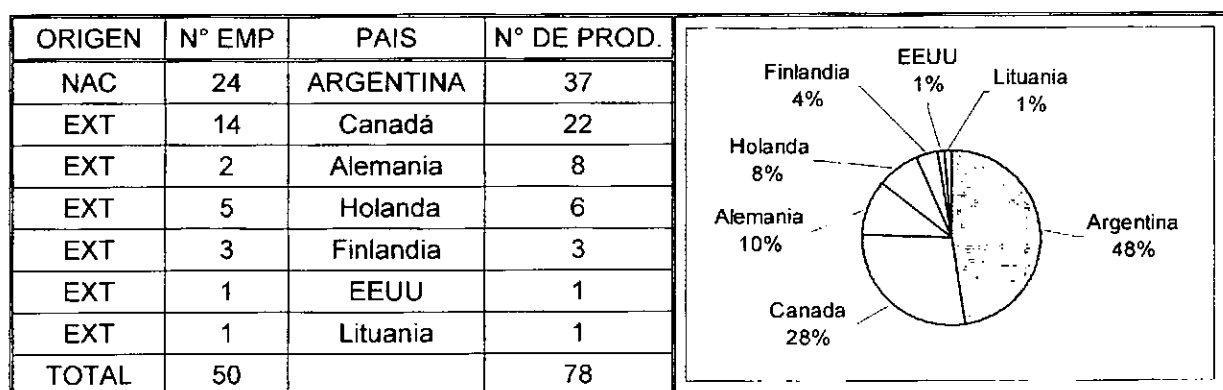 ORIGEN N° EMP PAIS N° DE PROD.
NAC 24 ARGENTINA 37
EXT 14 Canadá 22
EXT 2 Alemania 8
EXT 5 Holanda 6
EXT 3 Finlandia 3
EXT 1 EEUU 1
EXT 1 Lituania 1
TOTAL 50 78
EEUU
1%
Lituania
1%
Finlandia
4%
Holanda
8%
Alemania
10%
Argentina
48%
Canada
28%